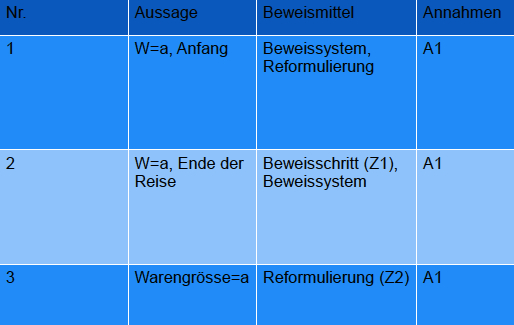 Nr. Aussage Beweismittel Annahmen
1 W=a, Anfang Beweissystem, A1
Reformulierung
2 W=a, Ende der Beweisschritt (Z1), A1
Reise Beweissystem
3 Warengrösse=a Reformulierung (Z2) A1